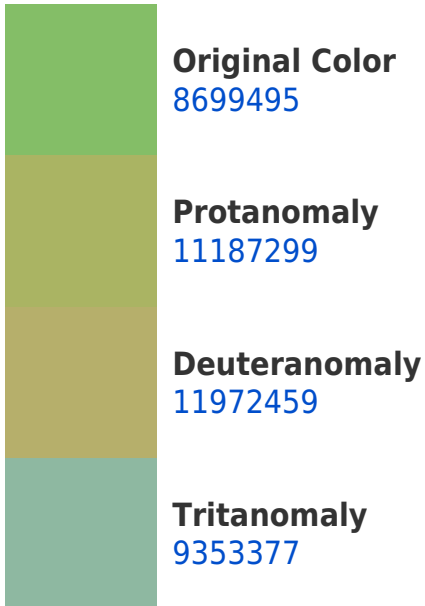 Original Color
8699495
Protanomaly
11187299
Deuteranomaly
11972459
Tritanomaly
9353377